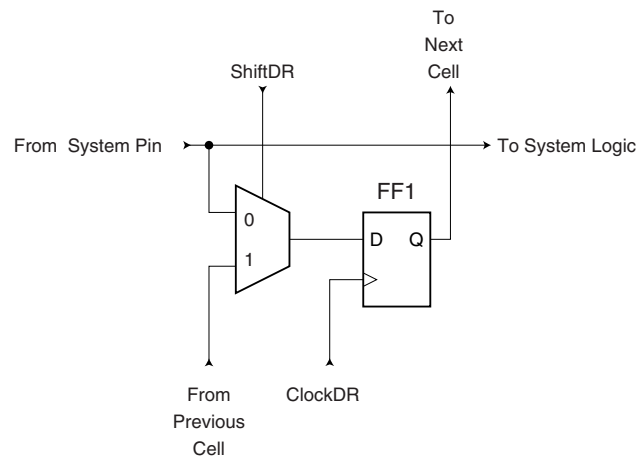 To
Next
Cell
ShiftDR
From System Pin
To System Logic
FF1
0
D Q
1
From
Previous
Cell
ClockDR